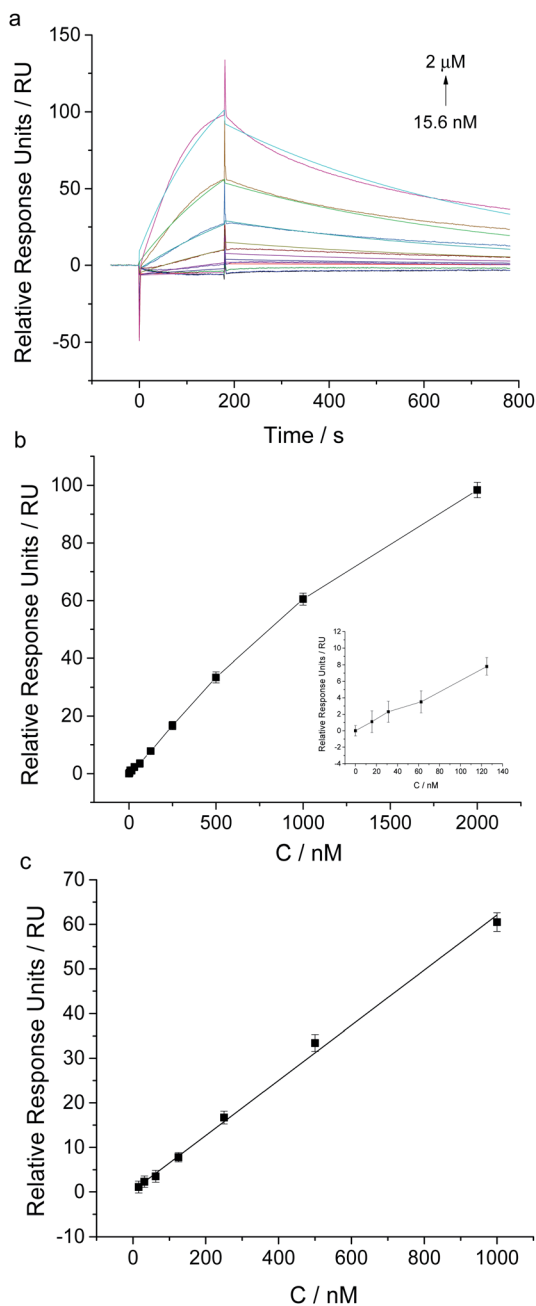 a
150
100
50
0
-50
Relative Response Units / RU
2 μM
15.6 nM
0 200 400 600 800
Time / s
b
100
80
60
40
20
0
Relative Response Units / RU
0 500 1000 1500 2000
C / nM
12
10
8
6
4
2
0
-2
-4
Relative Response Units / RU
0 20 40 60 80 100 120 140
C / nM
c
70
60
50
40
30
20
10
0
-10
Relative Response Units / RU
0 200 400 600 800 1000
C / nM